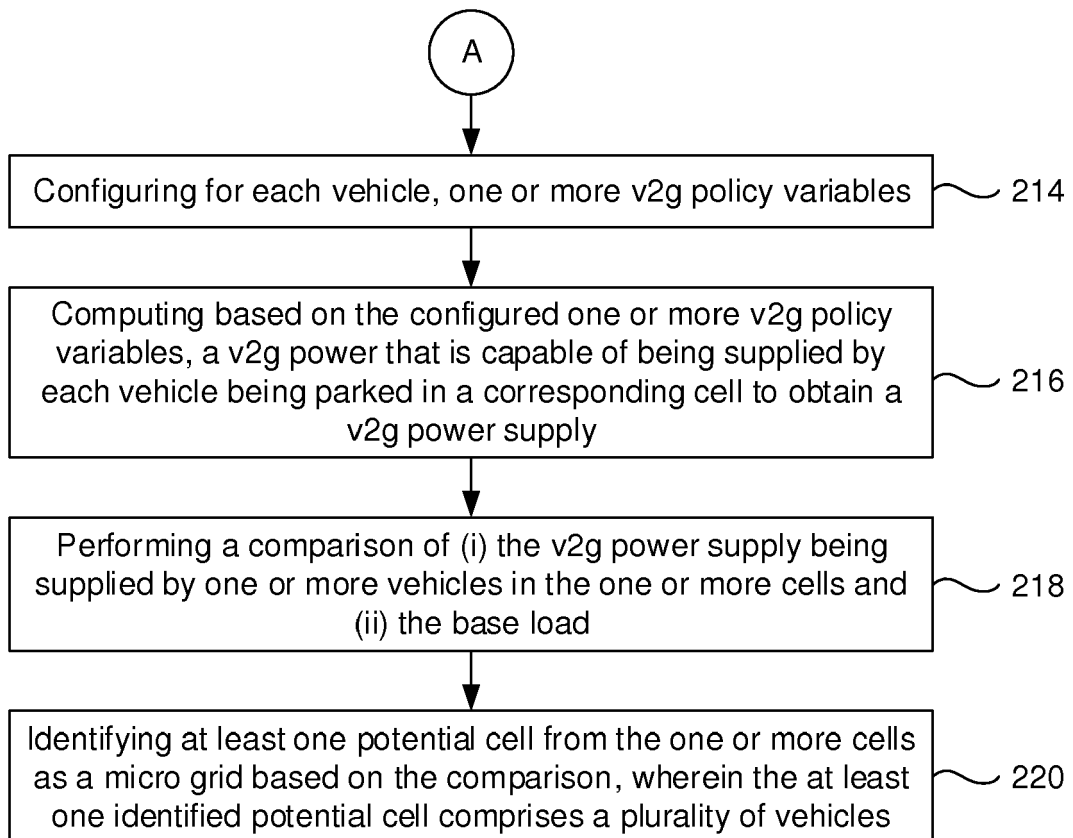 A
Configuring for each vehicle, one or more v2g policy variables
214
Computing based on the configured one or more v2g policy
variables, a v2g power that is capable of being supplied by
each vehicle being parked in a corresponding cell to obtain a
v2g power supply
216
Performing a comparison of (i) the v2g power supply being
supplied by one or more vehicles in the one or more cells and
(ii) the base load
218
Identifying at least one potential cell from the one or more cells
as a micro grid based on the comparison, wherein the at least
one identified potential cell comprises a plurality of vehicles
220